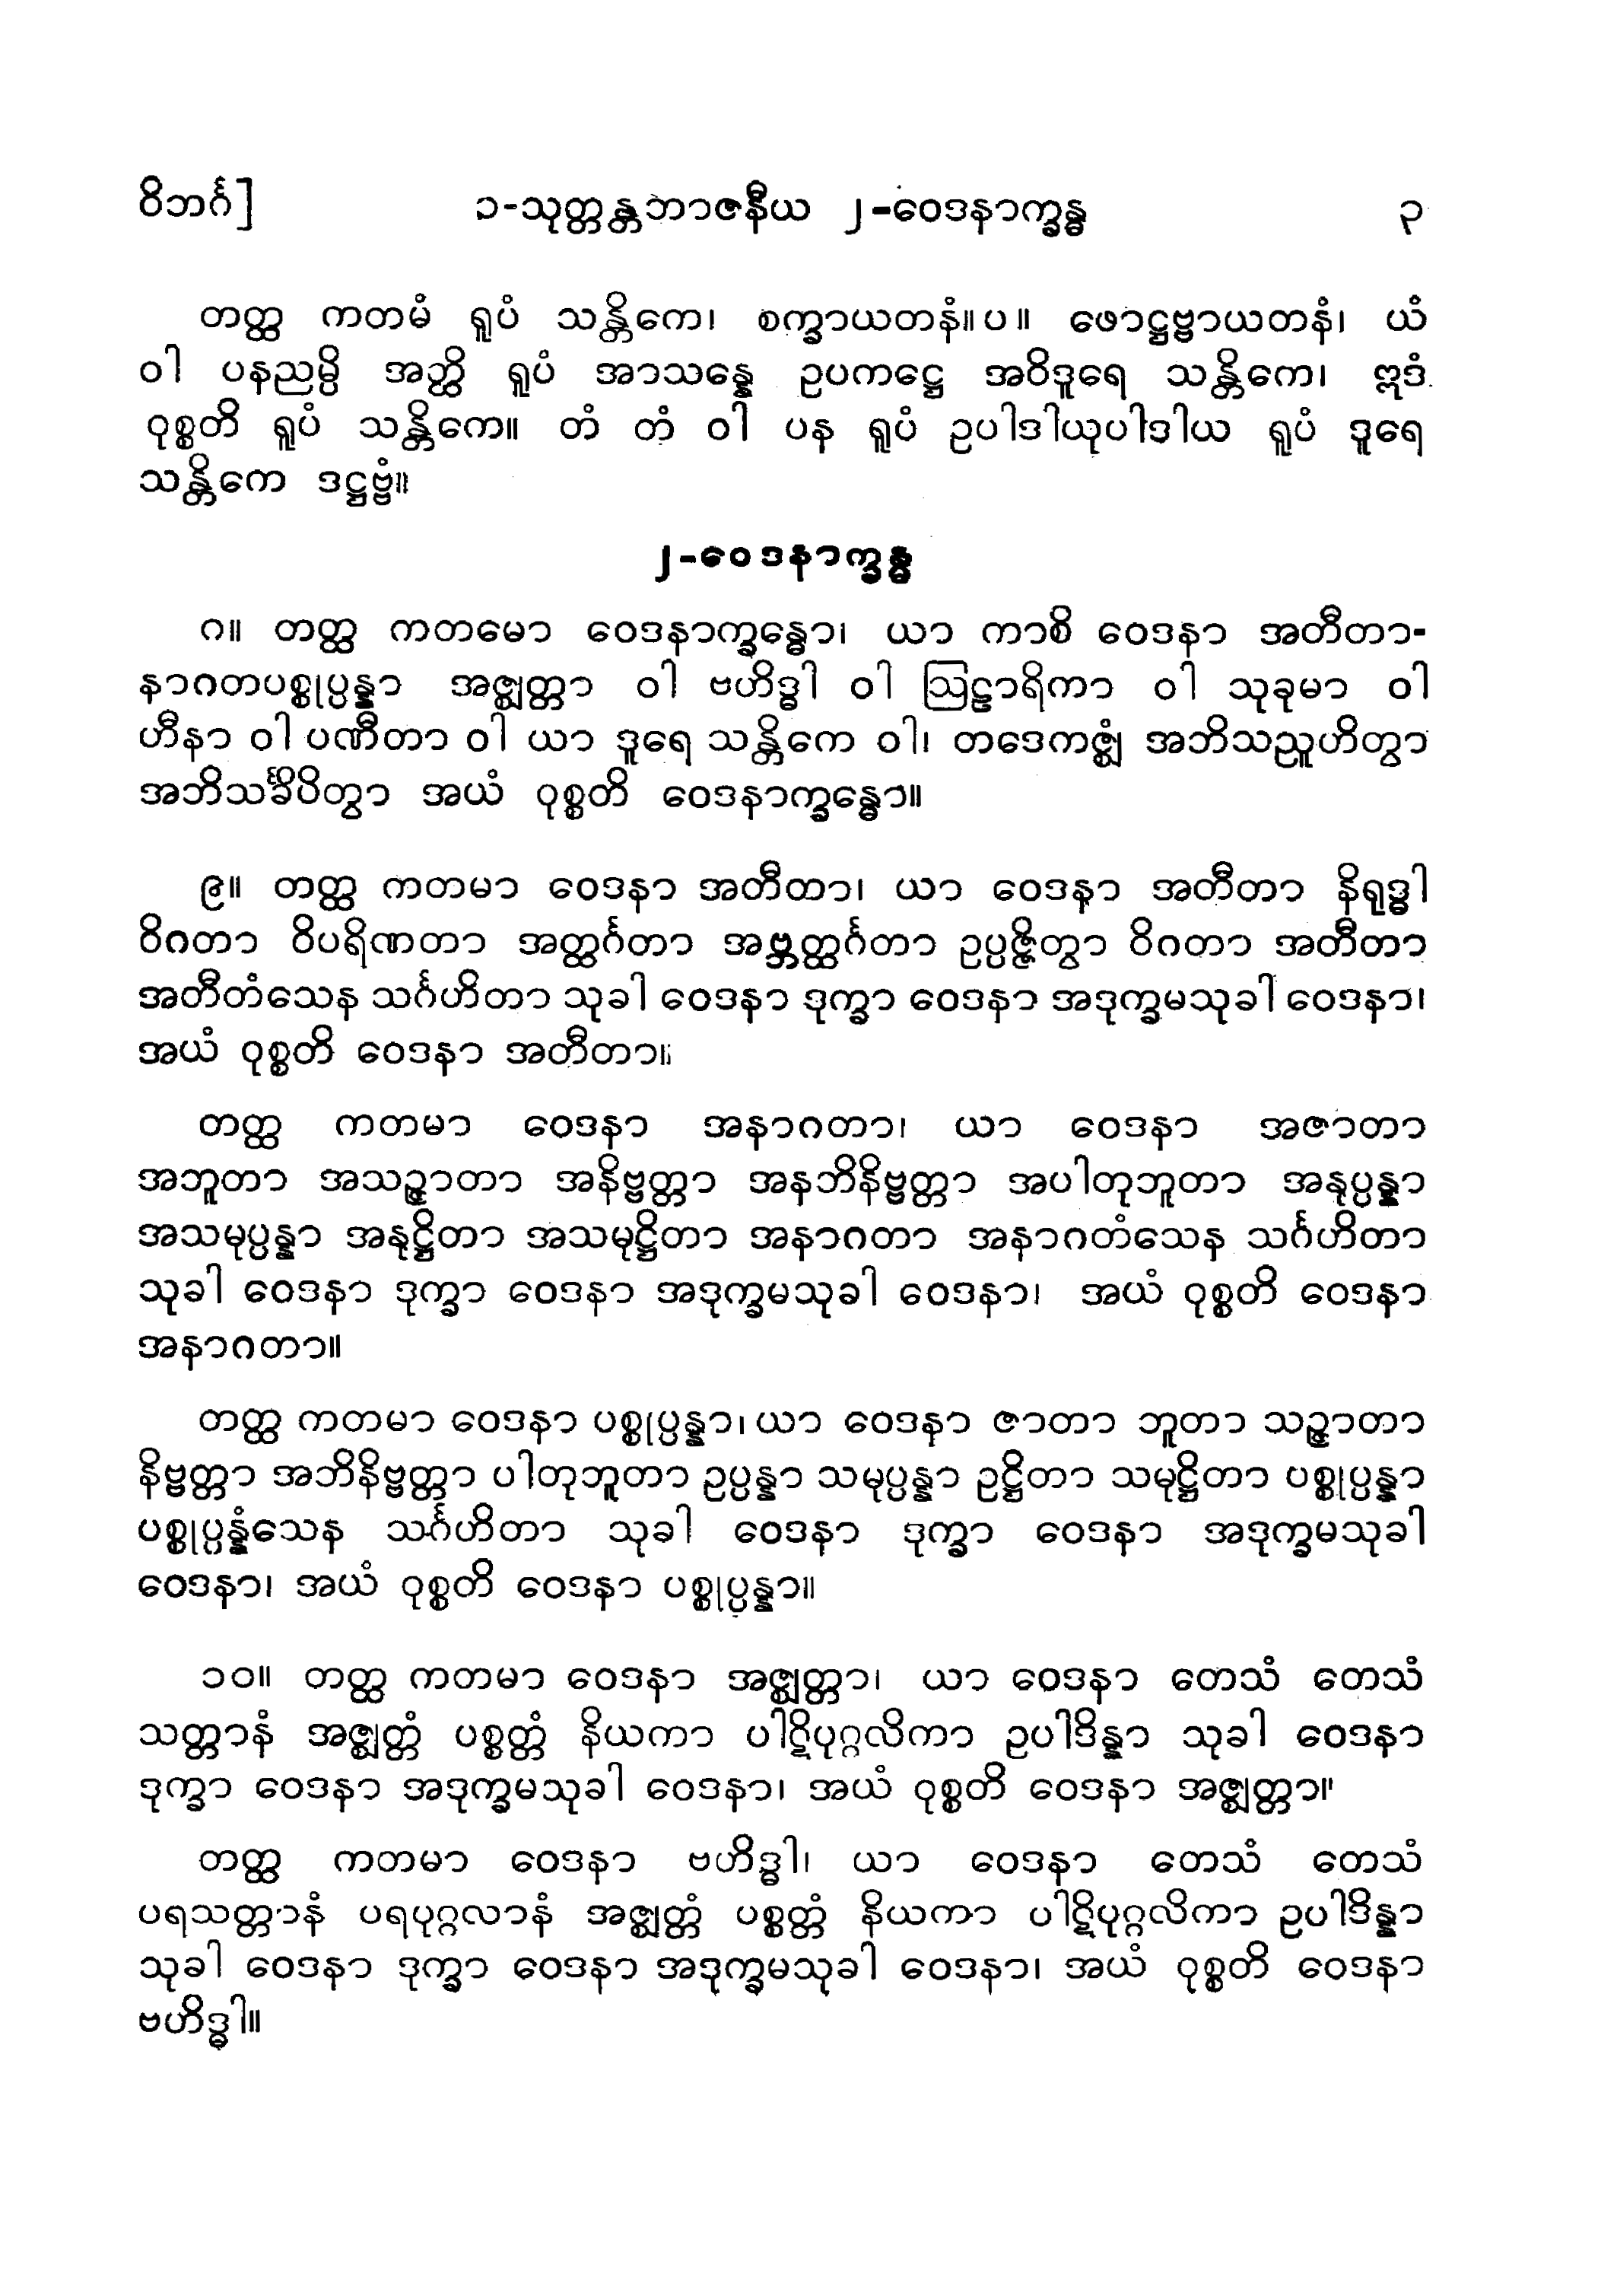 ဝိဘင်္ဂ] ၁-သုတ္တန္တဘာဇနီယ ၂-ဝေဒနာက္ခန္ဓ ၃
တတ္ထ ကတမံ ရူပံ သန္တိကေ၊ စက္ခာယတနံ။ပ။ ဖောဋ္ဌဗ္ဗာယတနံ၊ ယံ
ဝါ ပနညမ္ပိ အတ္ထိ ရူပံ အာသန္နေ ဥပကဋ္ဌေ အဝိဒူရေ သန္တိကေ၊ ဣဒံ
ဝုစ္စတိ ရူပံ သန္တိကေ။ တံ တံ ဝါ ပန ရူပံ ဥပါဒါယုပါဒါယ ရူပံ ဒူရေ
သန္တိကေ ဒဋ္ဌဗ္ဗံ။
၂-ဝေဒနာက္ခန္ဓ
၈။ တတ္ထ ကတမော ဝေဒနာက္ခန္ဓော၊ ယာ ကာစိ ဝေဒနာ အတီတာ-
နာဂတပစ္စုပ္ပန္နာ အဇ္ဈတ္တာ ဝါ ဗဟိဒ္ဓါ ဝါ ဩဠာရိကာ ဝါ သုခုမာ ဝါ
ဟီနာ ဝါ ပဏီတာ ဝါ ယာ ဒူရေ သန္တိကေ ဝါ၊ တဒေကဇ္ဈံ အဘိသညူဟိတွာ
အဘိသင်္ခိပိတွာ အယံ ဝုစ္စတိ ဝေဒနာက္ခန္ဓော။
၉။ တတ္ထ ကတမာ ဝေဒနာ အတီတာ၊ ယာ ဝေဒနာ အတီတာ နိရုဒ္ဓါ
ဝိဂတာ ဝိပရိဏတာ အတ္ထင်္ဂတာ အဗ္ဘတ္ထင်္ဂတာ ဥပ္ပဇ္ဇိတွာ ဝိဂတာ အတီတာ
အတီတံသေန သင်္ဂဟိတာ သုခါ ဝေဒနာ ဒုက္ခာ ဝေဒနာ အဒုက္ခမသုခါ ဝေဒနာ၊
အယံ ဝုစ္စတိ ဝေဒနာ အတီတာ။
တတ္ထ ကတမာ ဝေဒနာ အနာဂတာ၊ ယာ ဝေဒနာ အဇာတာ
အဘူတာ အသဉ္ဇာတာ အနိဗ္ဗတ္တာ အနဘိနိဗ္ဗတ္တာ အပါတုဘူတာ အနုပ္ပန္နာ
အသမုပ္ပန္နာ အနုဋ္ဌိတာ အသမုဋ္ဌိတာ အနာဂတာ အနာဂတံသေန သင်္ဂဟိတာ
သုခါ ဝေဒနာ ဒုက္ခာ ဝေဒနာ အဒုက္ခမသုခါ ဝေဒနာ၊ အယံ ဝုစ္စတိ ဝေဒနာ
အနာဂတာ။
တတ္ထ ကတမာ ဝေဒနာ ပစ္စုပ္ပန္နာ၊ ယာ ဝေဒနာ ဇာတာ ဘူတာ သဉ္ဇာတာ
နိဗ္ဗတ္တာ အဘိနိဗ္ဗတ္တာ ပါတုဘူတာ ဥပ္ပန္နာ သမုပ္ပန္နာ ဥဋ္ဌိတာ သမုဋ္ဌိတာ ပစ္စုပ္ပန္နာ
ပစ္စုပ္ပန္နံသေန သင်္ဂဟိတာ သုခါ ဝေဒနာ ဒုက္ခာ ဝေဒနာ အဒုက္ခမသုခါ
ဝေဒနာ၊ အယံ ဝုစ္စတိ ဝေဒနာ ပစ္စုပ္ပန္နာ။
၁၀။ တတ္ထ ကတမာ ဝေဒနာ အဇ္ဈတ္တာ၊ ယာ ဝေဒနာ တေသံ တေသံ
သတ္တာနံ အဇ္ဈတ္တံ ပစ္စတ္တံ နိယကာ ပါဋိပုဂ္ဂလိကာ ဥပါဒိန္နာ သုခါ ဝေဒနာ
ဒုက္ခာ ဝေဒနာ အဒုက္ခမသုခါ ဝေဒနာ၊ အယံ ဝုစ္စတိ ဝေဒနာ အဇ္ဈတ္တာ။
တတ္ထ ကတမာ ဝေဒနာ ဗဟိဒ္ဓါ၊ ယာ ဝေဒနာ တေသံ တေသံ
ပရသတ္တာနံ ပရပုဂ္ဂလာနံ အဇ္ဈတ္တံ ပစ္စတ္တံ နိယကာ ပါဋိပုဂ္ဂလိကာ ဥပါဒိန္နာ
သုခါ ဝေဒနာ ဒုက္ခာ ဝေဒနာ အဒုက္ခမသုခါ ဝေဒနာ၊ အယံ ဝုစ္စတိ ဝေဒနာ
ဗဟိဒ္ဓါ။